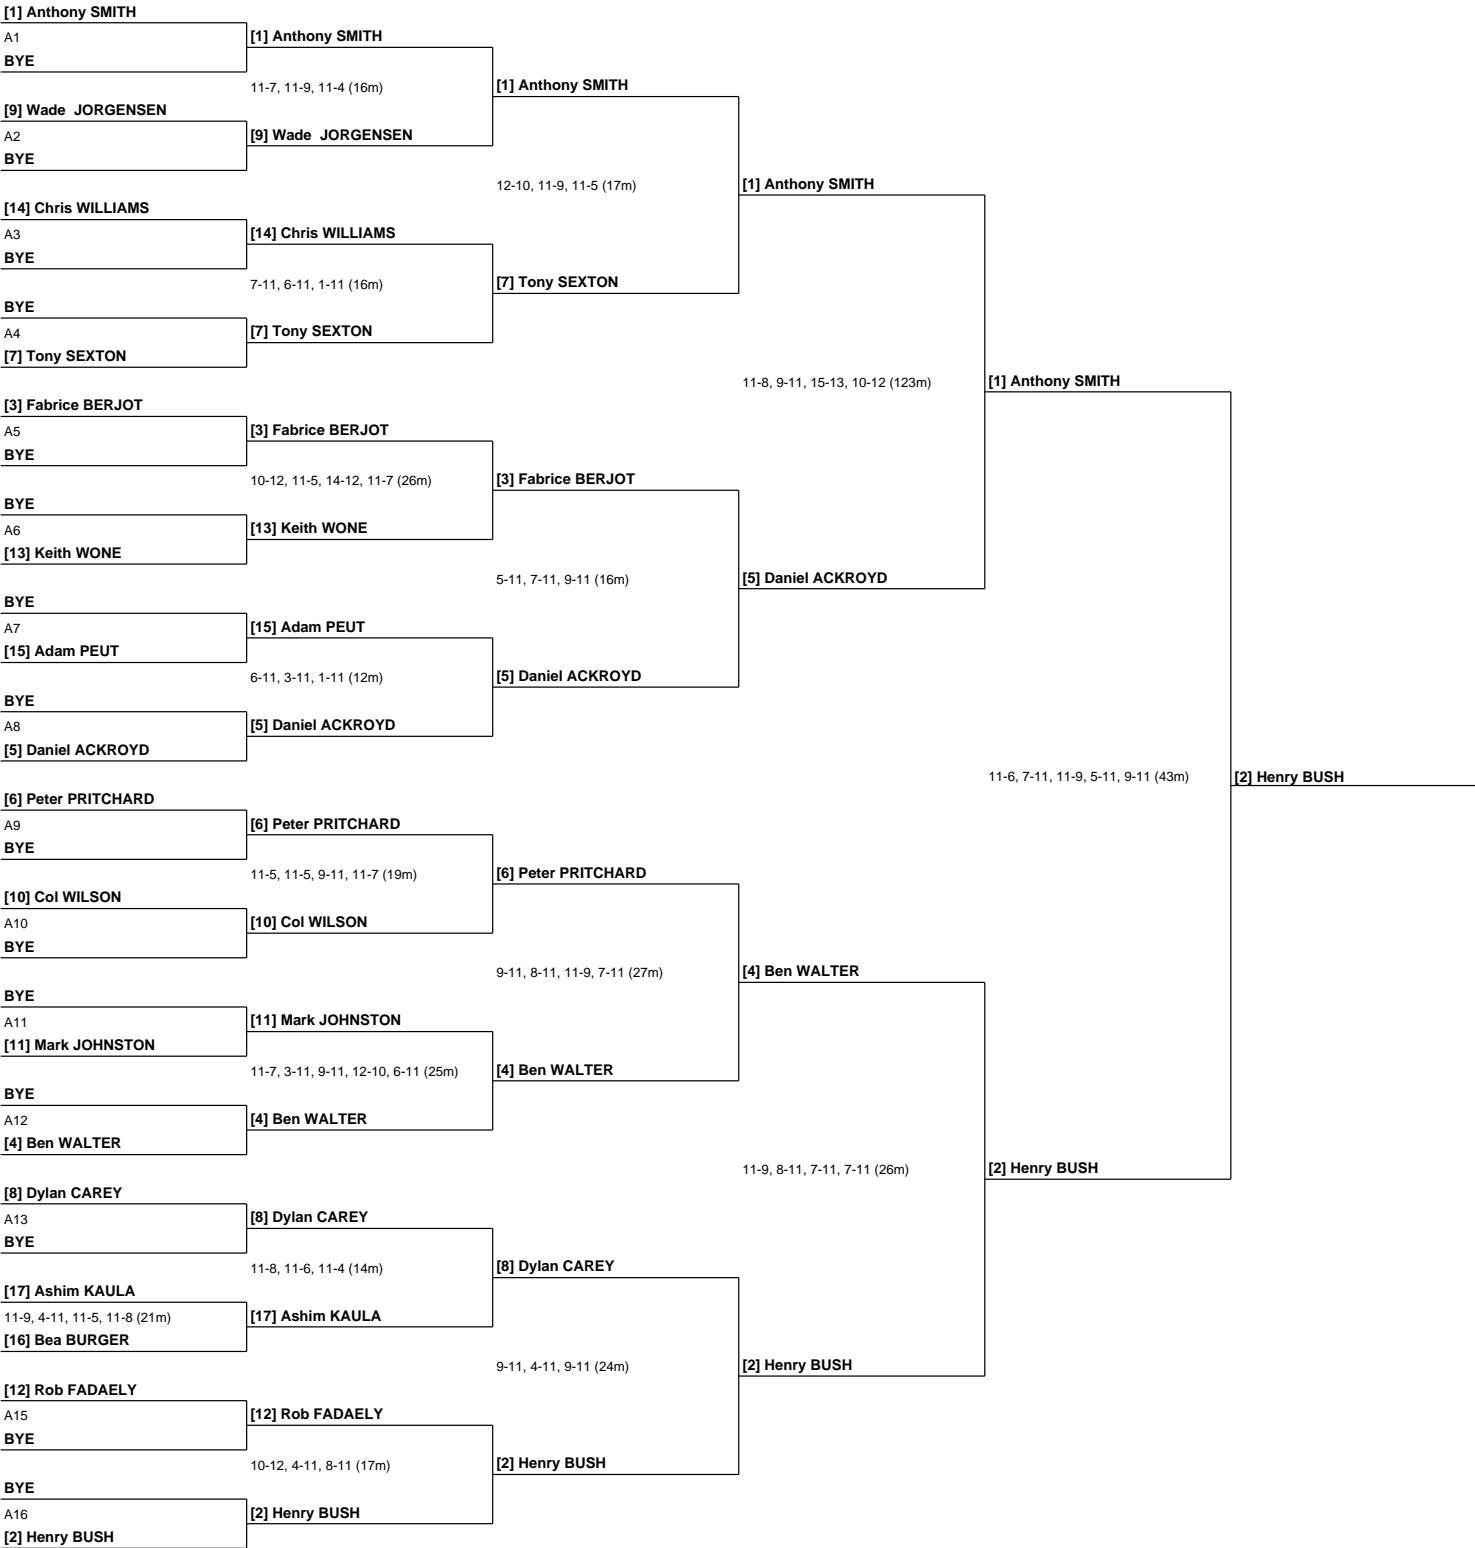 [1] Anthony SMITH
A1
BYE
[9] Wade  JORGENSEN
A2
BYE
[14] Chris WILLIAMS
A3
BYE
BYE
A4
[7] Tony SEXTON
[3] Fabrice BERJOT
A5
BYE
BYE
A6
[13] Keith WONE
BYE
A7
[15] Adam PEUT
BYE
A8
[5] Daniel ACKROYD
[6] Peter PRITCHARD
A9
BYE
[10] Col WILSON
A10
BYE
BYE
A11
[11] Mark JOHNSTON
BYE
A12
[4] Ben WALTER
[8] Dylan CAREY
A13
BYE
[17] Ashim KAULA
11-9, 4-11, 11-5, 11-8 (21m)
[16] Bea BURGER
[12] Rob FADAELY
A15
BYE
BYE
A16
[2] Henry BUSH
[1] Anthony SMITH
11-7, 11-9, 11-4 (16m)
[9] Wade  JORGENSEN
[14] Chris WILLIAMS
7-11, 6-11, 1-11 (16m)
[7] Tony SEXTON
[3] Fabrice BERJOT
10-12, 11-5, 14-12, 11-7 (26m)
[13] Keith WONE
[15] Adam PEUT
6-11, 3-11, 1-11 (12m)
[5] Daniel ACKROYD
[6] Peter PRITCHARD
11-5, 11-5, 9-11, 11-7 (19m)
[10] Col WILSON
[11] Mark JOHNSTON
11-7, 3-11, 9-11, 12-10, 6-11 (25m)
[4] Ben WALTER
[8] Dylan CAREY
11-8, 11-6, 11-4 (14m)
[17] Ashim KAULA
[12] Rob FADAELY
10-12, 4-11, 8-11 (17m)
[2] Henry BUSH
[1] Anthony SMITH
12-10, 11-9, 11-5 (17m)
[7] Tony SEXTON
[3] Fabrice BERJOT
5-11, 7-11, 9-11 (16m)
[5] Daniel ACKROYD
[6] Peter PRITCHARD
9-11, 8-11, 11-9, 7-11 (27m)
[4] Ben WALTER
[8] Dylan CAREY
9-11, 4-11, 9-11 (24m)
[2] Henry BUSH
[1] Anthony SMITH
11-8, 9-11, 15-13, 10-12 (123m)
[5] Daniel ACKROYD
[4] Ben WALTER
11-9, 8-11, 7-11, 7-11 (26m)
[2] Henry BUSH
[1] Anthony SMITH
11-6, 7-11, 11-9, 5-11, 9-11 (43m)
[2] Henry BUSH
[2] Henry BUSH